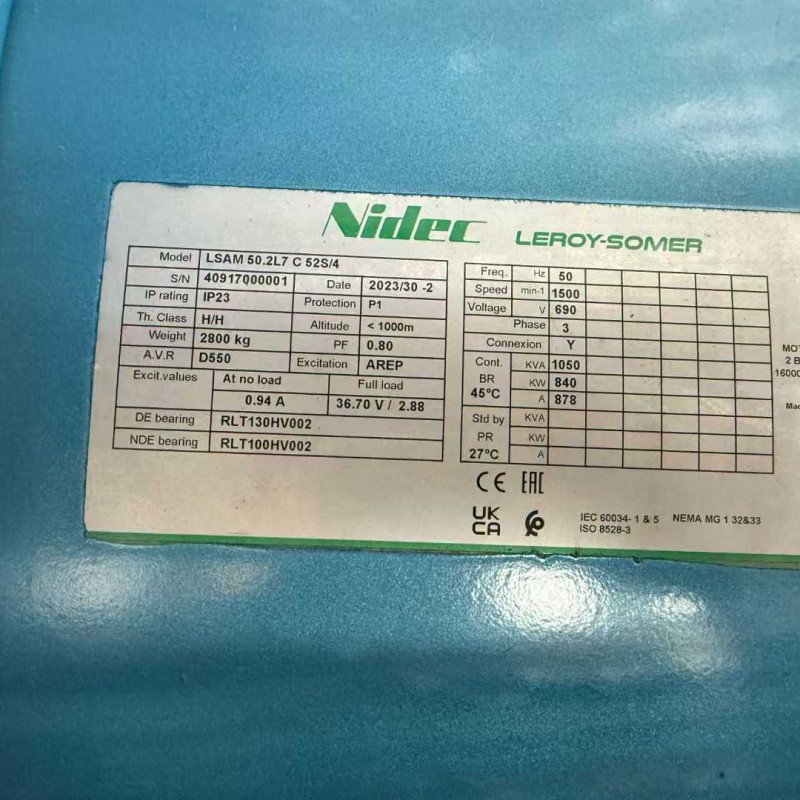 Nidec LEROY-SOMER
Model LSAM 50.2L7 C 52S/4
S/N 40917000001 Date 2023/30 -2
IP rating IP23 Protection P1
Th. Class H/H Altitude < 1000m
Weight 2800 kg PF 0.80
A.V.R D550 Excitation AREP
Excit.values At no load Full load
0.94 A 36.70 V / 2.88
DE bearing RLT130HV002
NDE bearing RLT100HV002
Freq. Hz 50
Speed min-1 1500
Voltage V 690
Phase 3
Connexion Y
Cont. KVA 1050
BR KW 840
45°C A 878
Std by KVA
PR KW
27°C A
CE EAC
UK
CA
IEC 60034- 1 & 5 NEMA MG 1 32&33
ISO 8528-3
MOT
2 B
16000
Mad